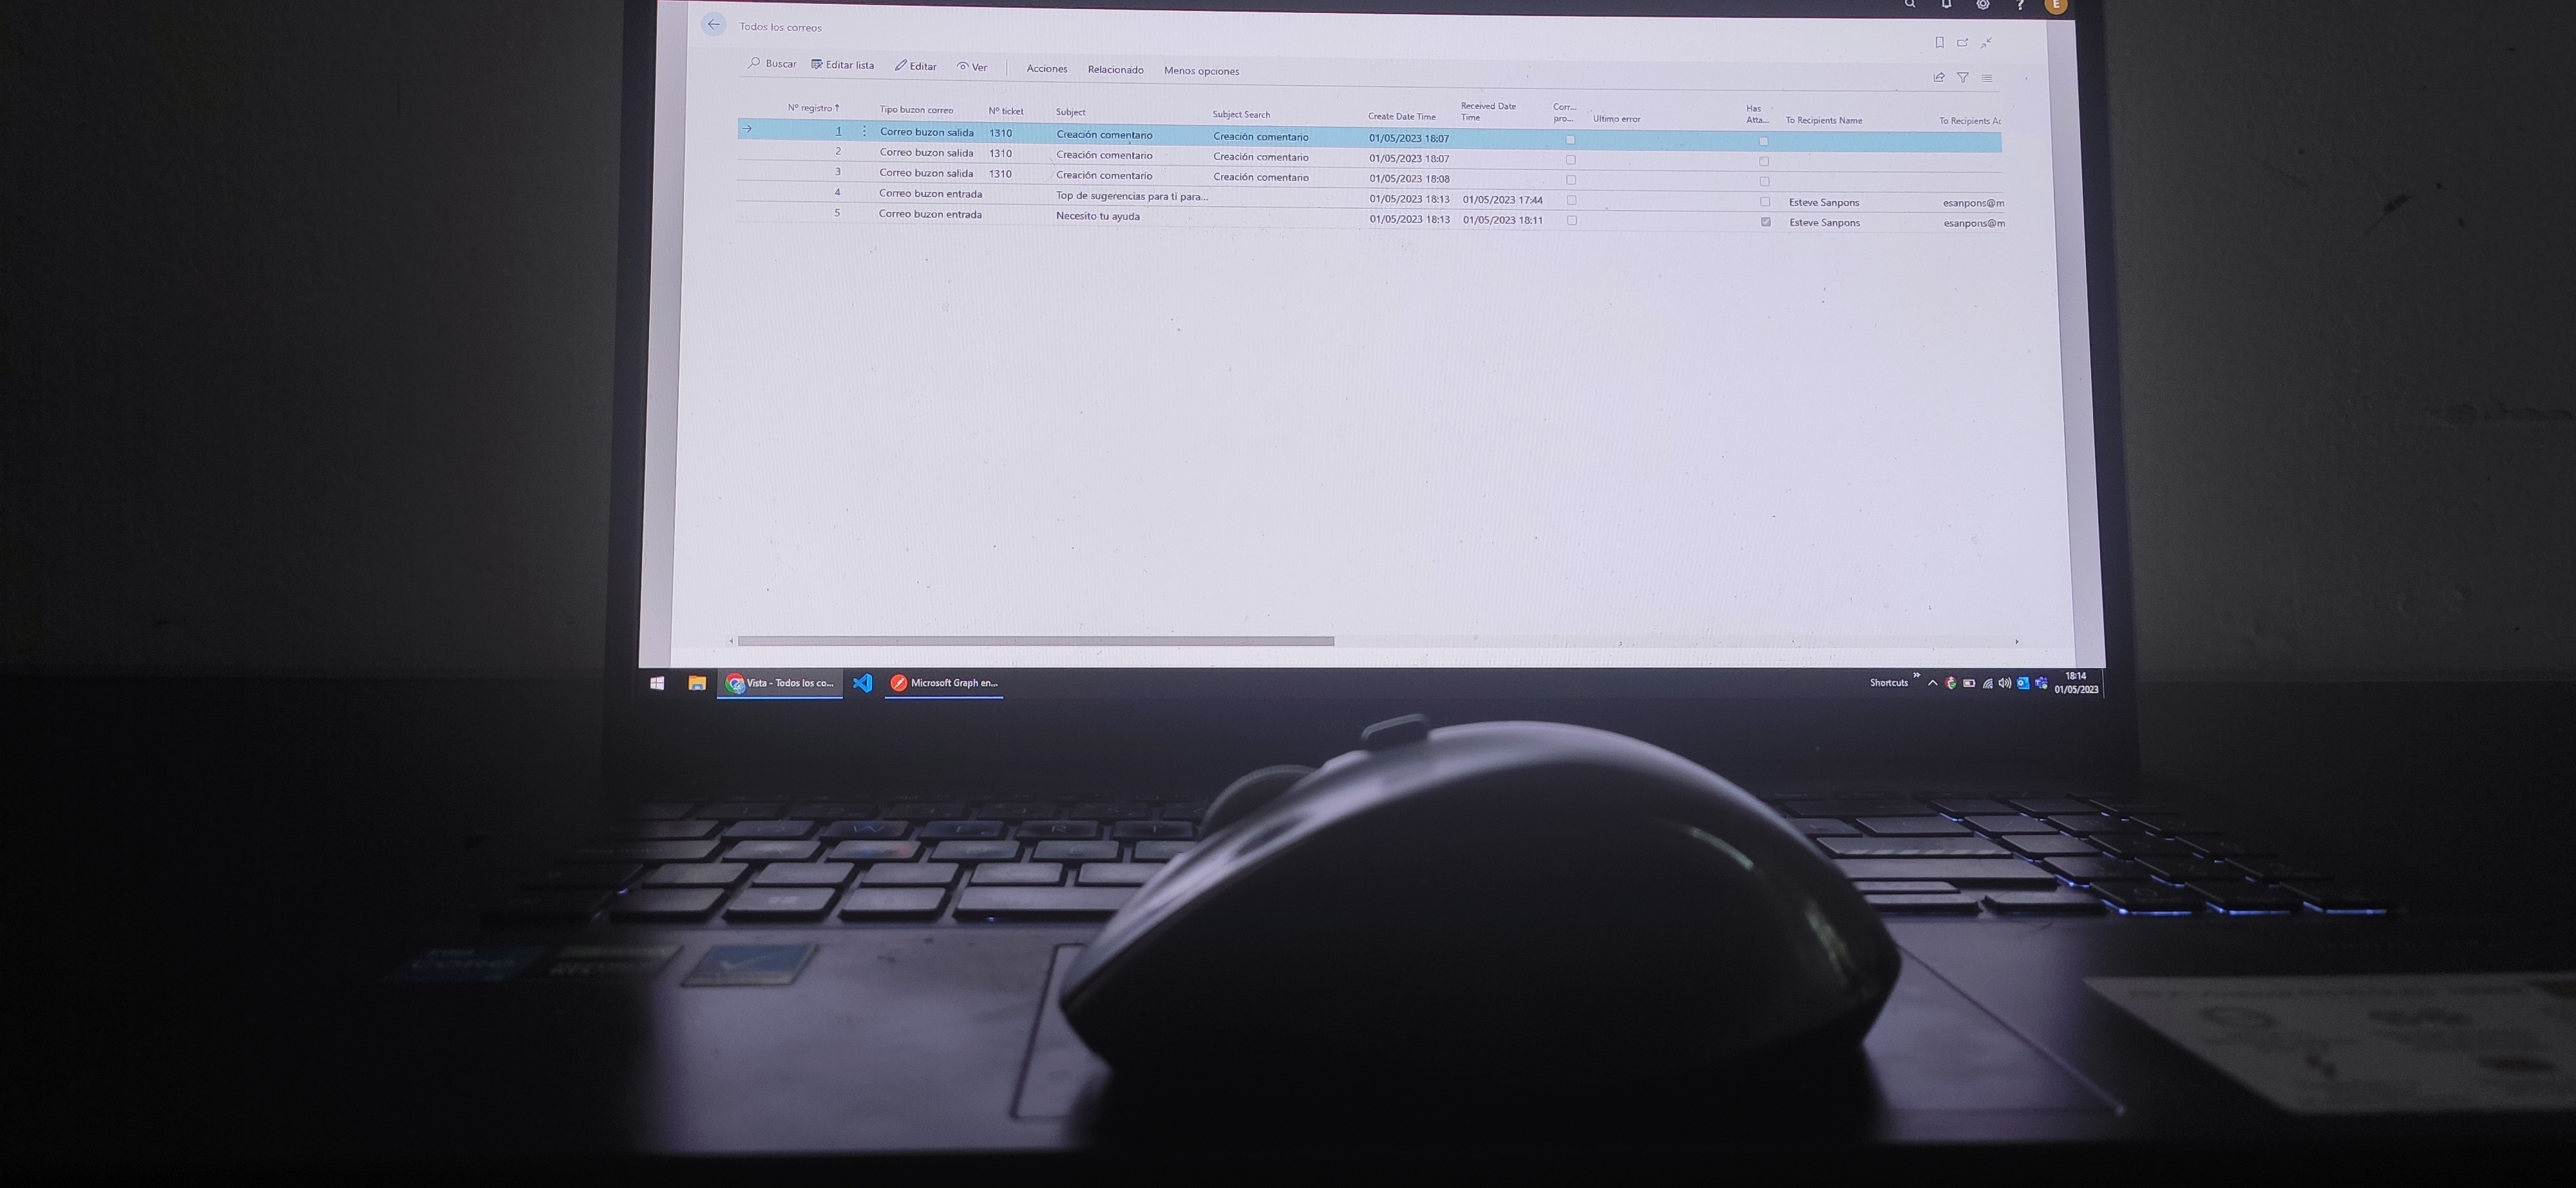 Todos los correos
E
Buscar Editar lista Editar Ver Acciones Relacionado Menos opciones
Nº registro ↑ Tipo buzon correo Nº ticket Subject Subject Search Create Date Time Received Date Time Corr... pro... Ultimo error Has Atta... To Recipients Name To Recipients Ac
1 Correo buzon salida 1310 Creación comentario Creación comentario 01/05/2023 18:07
2 Correo buzon salida 1310 Creación comentario Creación comentario 01/05/2023 18:07
3 Correo buzon salida 1310 Creación comentario Creación comentario 01/05/2023 18:08
4 Correo buzon entrada Top de sugerencias para ti para... 01/05/2023 18:13 01/05/2023 17:44 Esteve Sanpons esanpons@m
5 Correo buzon entrada Necesito tu ayuda 01/05/2023 18:13 01/05/2023 18:11 Esteve Sanpons esanpons@m
Vista - Todos los co... Microsoft Graph en... Shortcuts 18:14
01/05/2023
CORE